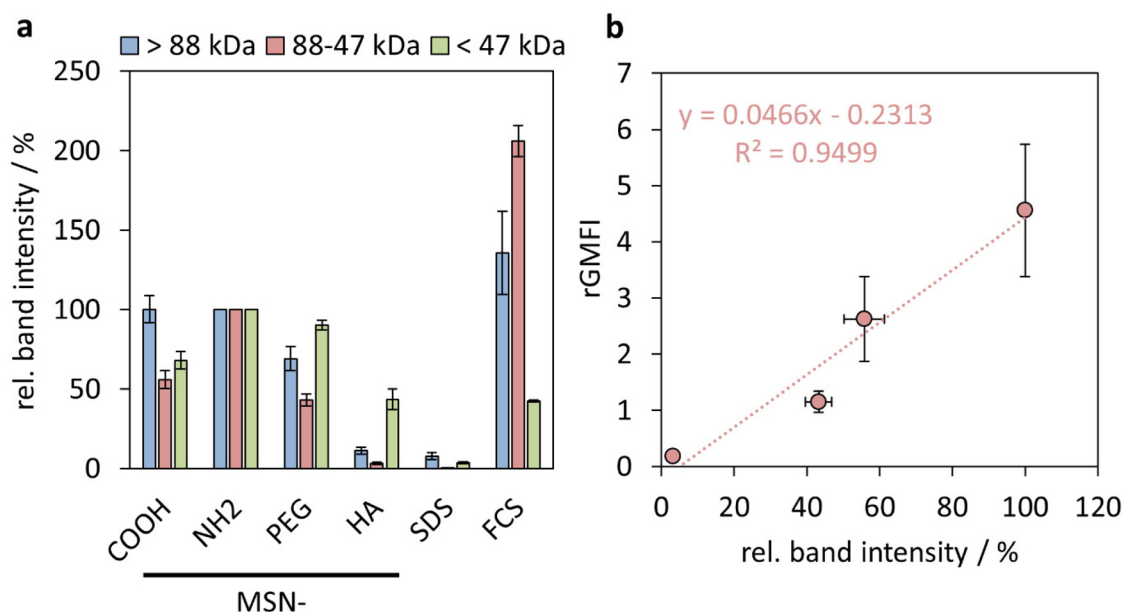 a
> 88 kDa 88-47 kDa < 47 kDa
rel. band intensity / %
250
200
150
100
50
0
COOH
NH2
PEG
HA
SDS
FCS
MSN-
b
y = 0.0466x - 0.2313
R² = 0.9499
rGMFI
7
6
5
4
3
2
1
0
0 20 40 60 80 100 120
rel. band intensity / %